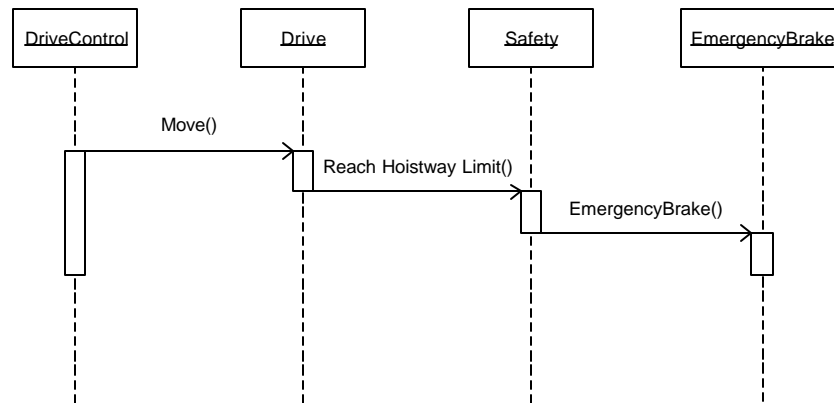 DriveControl
Drive
Safety
EmergencyBrake
Move()
Reach Hoistway Limit()
EmergencyBrake()